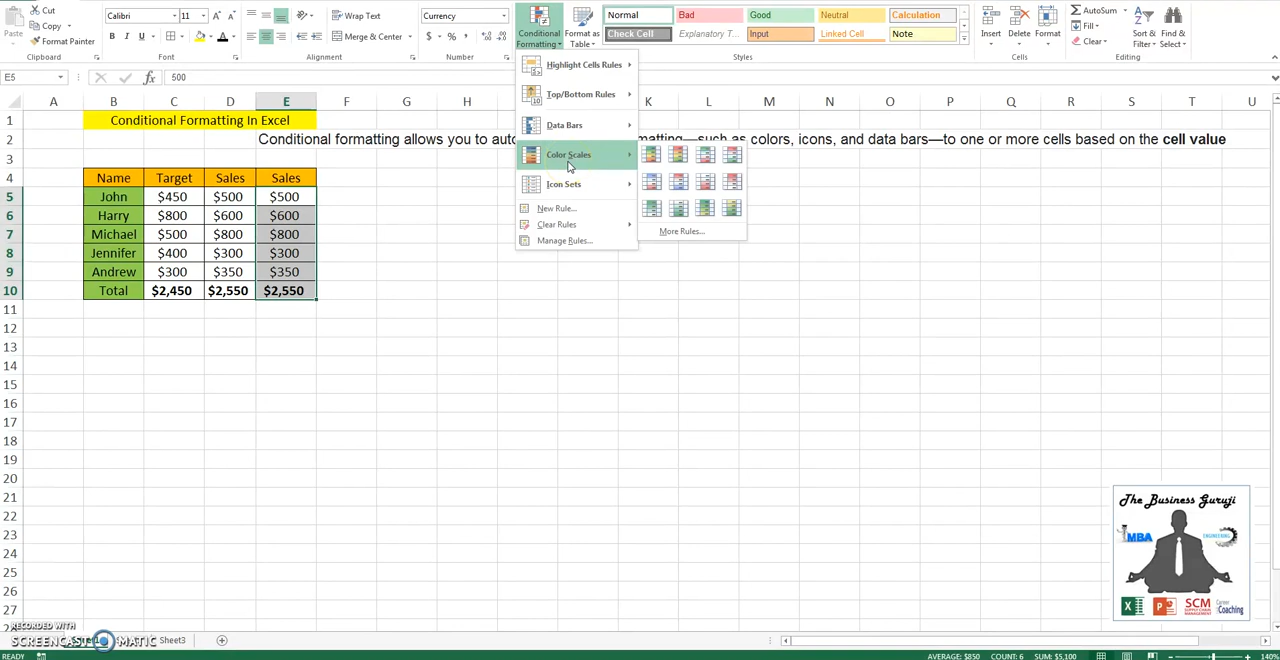 Cut
Copy
Format Painter
Paste
Clipboard
Calibri 11
B I U
Font
Wrap Text
Merge & Center
Alignment
Currency
$ % ,
Number
Conditional Formatting
Format as Table
Normal Bad Good Neutral Calculation
Check Cell Explanatory T... Input Linked Cell Note
Styles
Insert Delete Format
Cells
AutoSum
Fill
Clear
Sort & Filter
Find & Select
Editing
E5 fx 500
A B C D E F G H K L M N O P Q R S T U
Highlight Cells Rules
Top/Bottom Rules
Data Bars
Color Scales
Icon Sets
New Rule...
Clear Rules
Manage Rules...
More Rules...
1 Conditional Formatting In Excel
2 Conditional formatting allows you to auto matting—such as colors, icons, and data bars—to one or more cells based on the cell value
3
4 Name Target Sales Sales
5 John $450 $500 $500
6 Harry $800 $600 $600
7 Michael $500 $800 $800
8 Jennifer $400 $300 $300
9 Andrew $300 $350 $350
10 Total $2,450 $2,550 $2,550
11
12
13
14
15
16
17
18
19
20
21
22
23
24
25
26
27
The Business Guruji
MBA ENGINEERING
SCM Career
SUPPLY CHAIN MANAGEMENT Coaching
RECORDED WITH
SCREENCAST MATIC
Sheet3
READY AVERAGE: $850 COUNT: 6 SUM: $5,100 140%